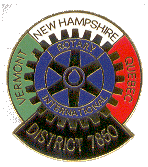 NEW HAMPSHIRE
VERMONT
QUEBEC
ROTARY
INTERNATIONAL
DISTRICT 7850